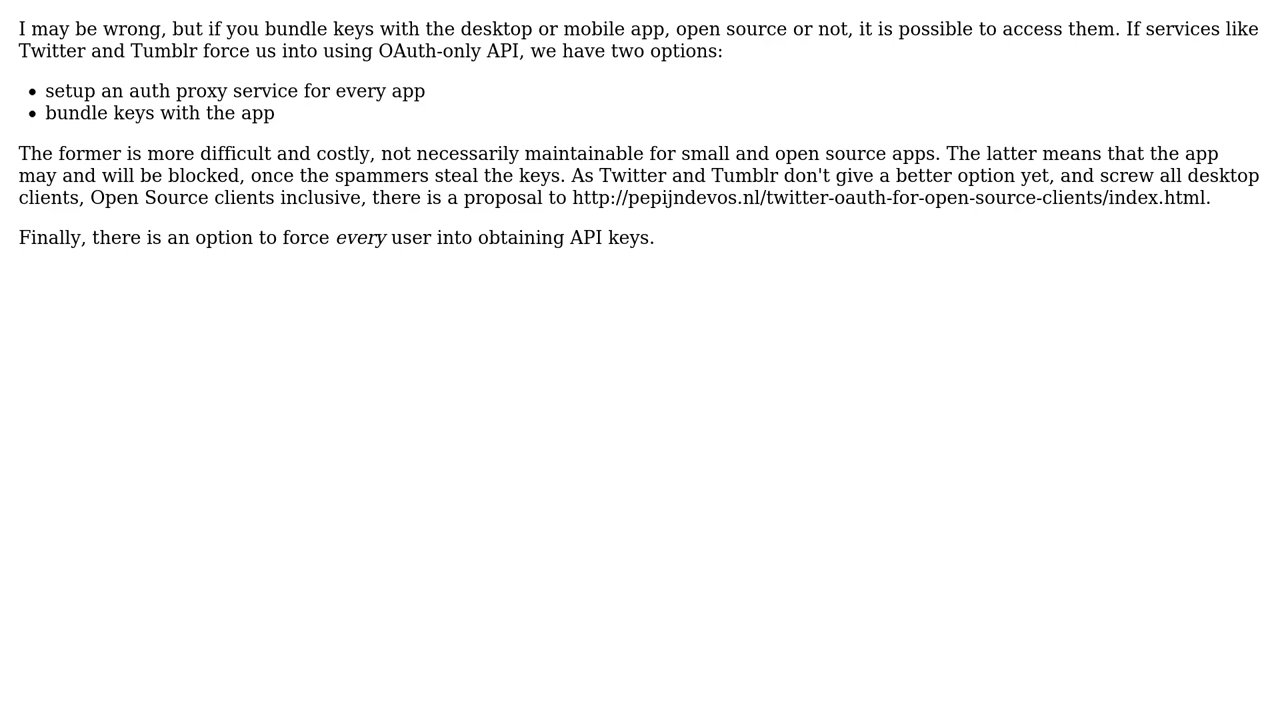 I may be wrong, but if you bundle keys with the desktop or mobile app, open source or not, it is possible to access them. If services like
Twitter and Tumblr force us into using OAuth-only API, we have two options:
• setup an auth proxy service for every app
• bundle keys with the app
The former is more difficult and costly, not necessarily maintainable for small and open source apps. The latter means that the app
may and will be blocked, once the spammers steal the keys. As Twitter and Tumblr don't give a better option yet, and screw all desktop
clients, Open Source clients inclusive, there is a proposal to http://pepijndevos.nl/twitter-oauth-for-open-source-clients/index.html.
Finally, there is an option to force every user into obtaining API keys.